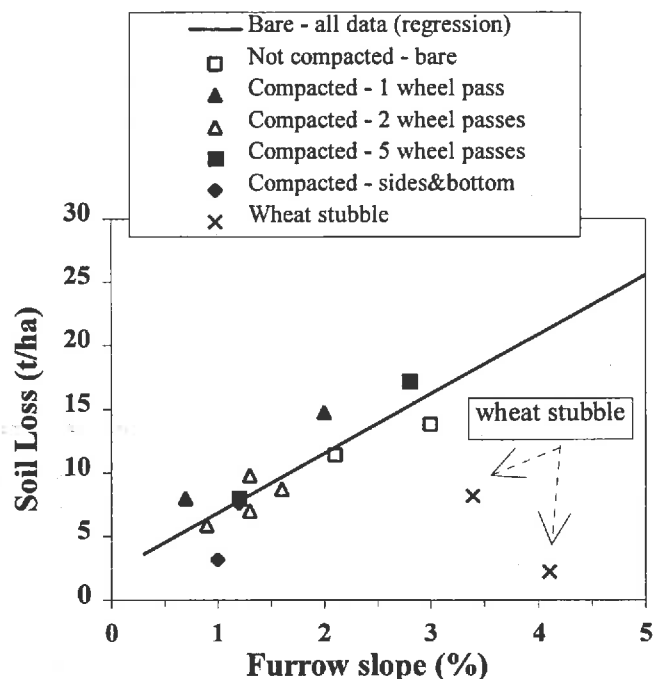 Bare - all data (regression)
Not compacted - bare
Compacted - 1 wheel pass
Compacted - 2 wheel passes
Compacted - 5 wheel passes
Compacted - sides&bottom
Wheat stubble
30
25
20
15
10
5
0
Soil Loss (t/ha)
wheat stubble
0 1 2 3 4 5
Furrow slope (%)